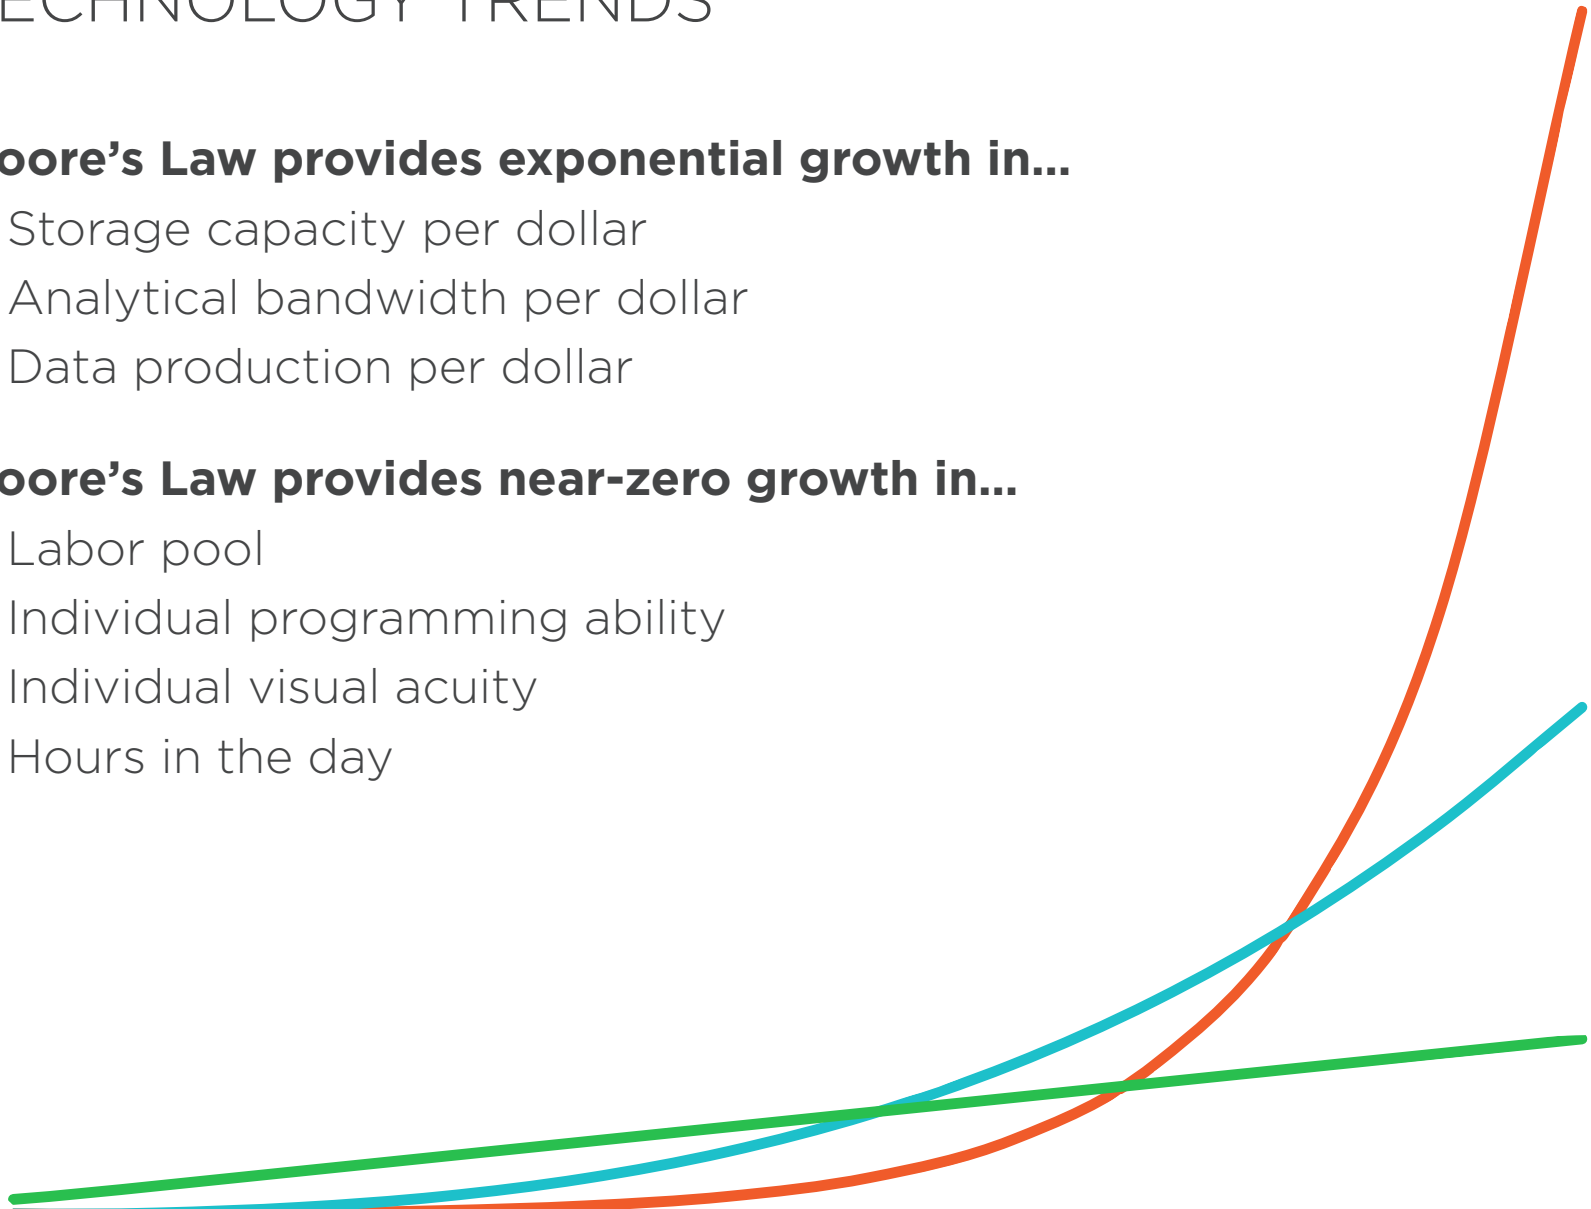 ECHNOLOGY TRENDS
oore’s Law provides exponential growth in...
Storage capacity per dollar
Analytical bandwidth per dollar
Data production per dollar
oore’s Law provides near-zero growth in...
Labor pool
Individual programming ability
Individual visual acuity
Hours in the day